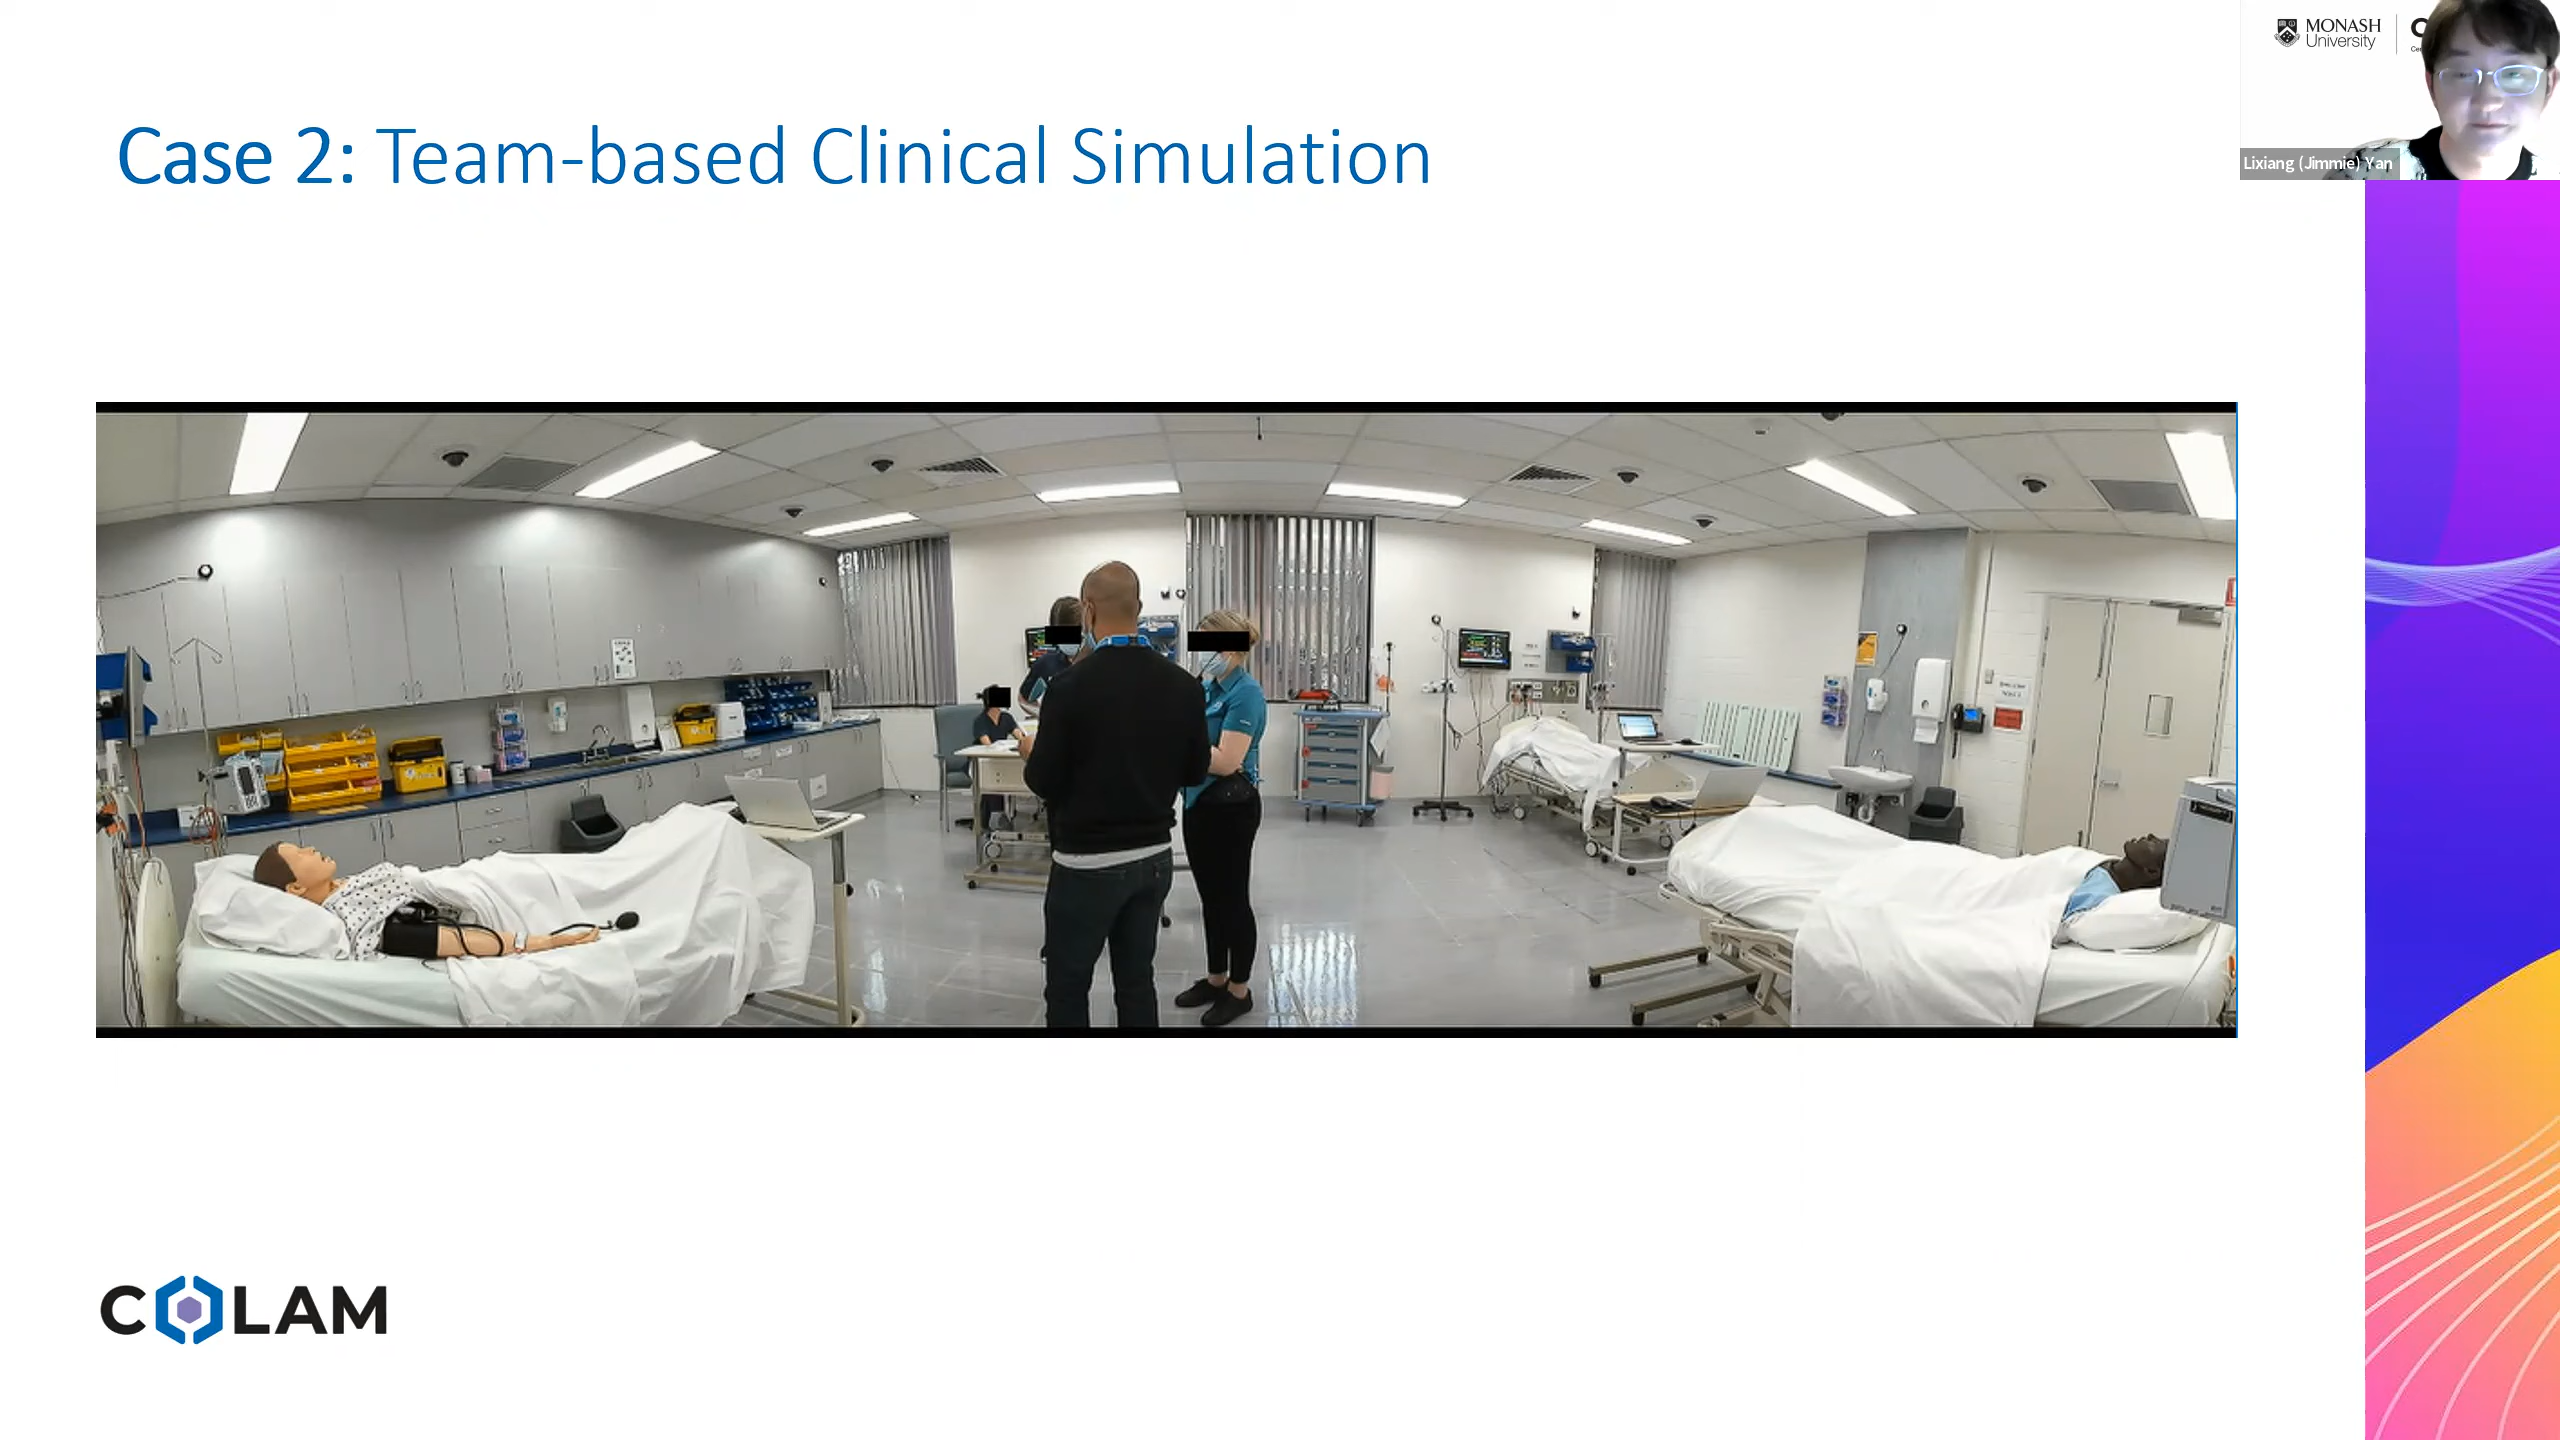 MONASH
University
Case 2: Team-based Clinical Simulation
Lixiang (Jimmie) Yan
COLAM